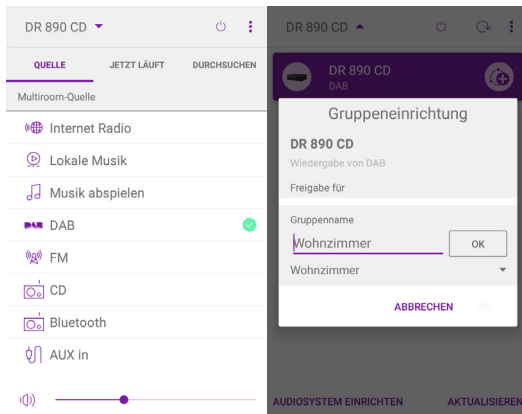 DR 890 CD
QUELLE JETZT LÄUFT DURCHSUCHEN
Multiroom-Quelle
Internet Radio
Lokale Musik
Musik abspielen
DAB DAB
FM
CD
Bluetooth
AUX in
DR 890 CD
DR 890 CD
DAB
Gruppeneinrichtung
DR 890 CD
Wiedergabe von DAB
Freigabe für
Gruppenname
Wohnzimmer OK
Wohnzimmer
ABBRECHEN OK
AUDIOSYSTEM EINRICHTEN AKTUALISIEREN